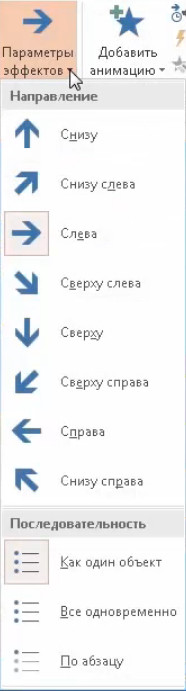 Параметры
эффектов
Добавить
анимацию
Направление
Снизу
Снизу слева
Слева
Сверху слева
Сверху
Сверху справа
Справа
Снизу справа
Последовательность
Как один объект
Все одновременно
По абзацу